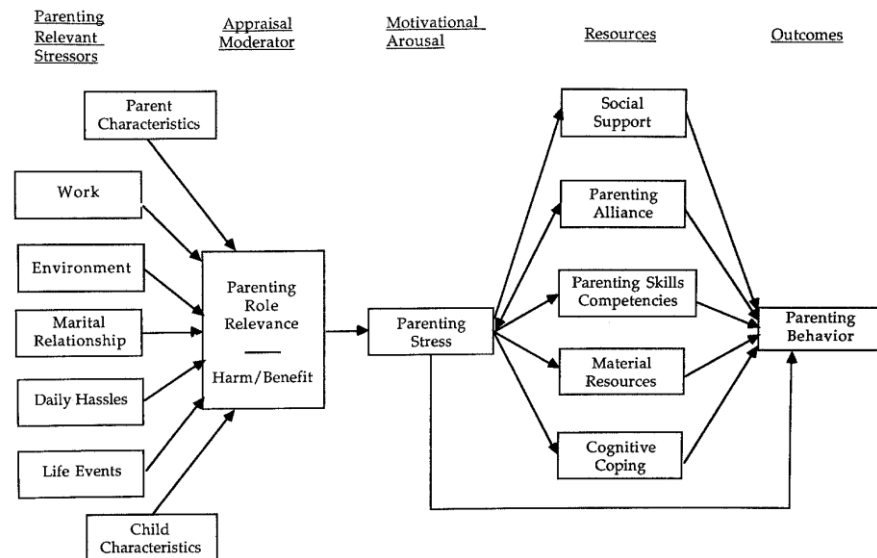 Parenting
Relevant
Stressors
Appraisal
Moderator
Motivational
Arousal
Resources
Outcomes
Parent
Characteristics
Work
Environment
Marital
Relationship
Daily Hassles
Life Events
Child
Characteristics
Parenting
Role
Relevance
Harm/Benefit
Parenting
Stress
Social
Support
Parenting
Alliance
Parenting Skills
Competencies
Material
Resources
Cognitive
Coping
Parenting
Behavior